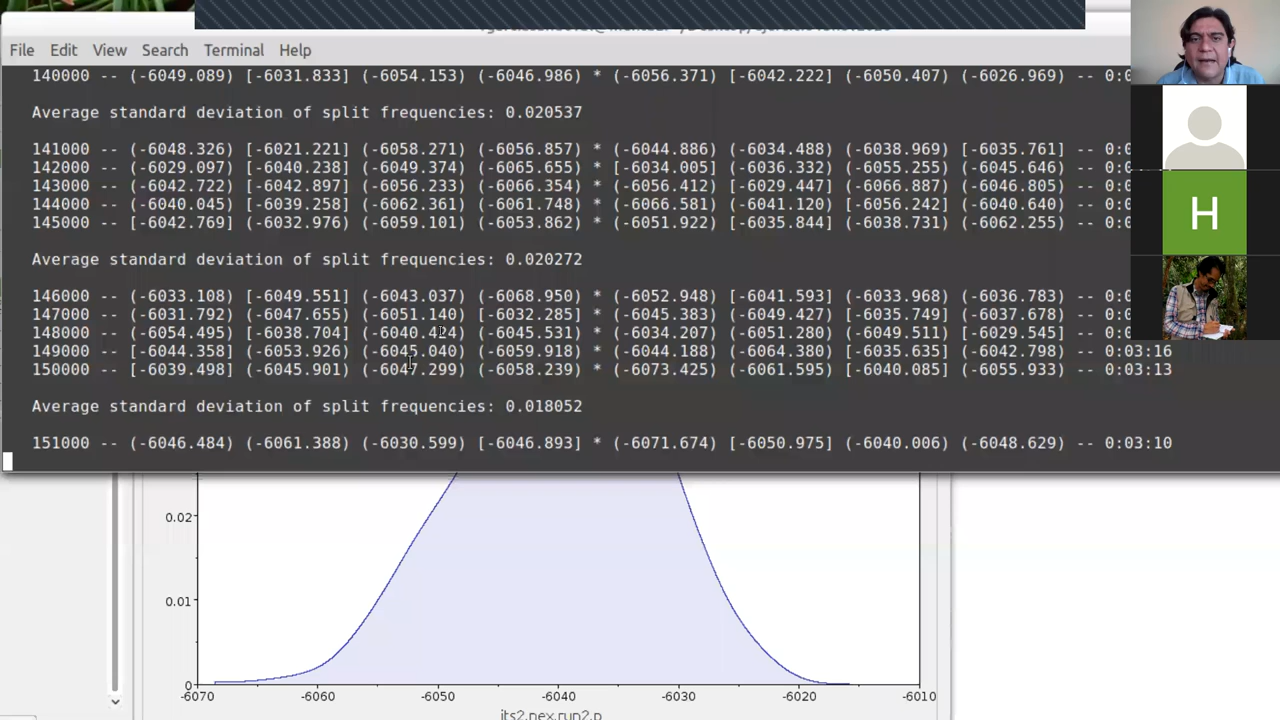 File Edit View Search Terminal Help
140000 -- (-6049.089) [-6031.833] (-6054.153) (-6046.986) * (-6056.371) [-6042.222] (-6050.407) (-6026.969) -- 0:0
Average standard deviation of split frequencies: 0.020537
141000 -- (-6048.326) [-6021.221] (-6058.271) (-6056.857) * (-6044.886) (-6034.488) (-6038.969) [-6035.761] -- 0:0
142000 -- (-6029.097) [-6040.238] (-6049.374) (-6065.655) * [-6034.005] (-6036.332) (-6055.255) (-6045.646) -- 0:0
143000 -- (-6042.722) [-6042.897] (-6056.233) (-6066.354) * (-6056.412) [-6029.447] (-6066.887) (-6046.805) -- 0:0
144000 -- (-6040.045) [-6039.258] (-6062.361) (-6061.748) * (-6066.581) [-6041.120] (-6056.242) (-6040.640) -- 0:0
145000 -- [-6042.769] [-6032.976] (-6059.101) (-6053.862) * (-6051.922) [-6035.844] (-6038.731) (-6062.255) -- 0:0
Average standard deviation of split frequencies: 0.020272
146000 -- (-6033.108) [-6049.551] (-6043.037) (-6068.950) * (-6052.948) [-6041.593] (-6033.968) (-6036.783) -- 0:0
147000 -- (-6031.792) (-6047.655) (-6051.140) [-6032.285] * (-6045.383) (-6049.427) (-6035.749) (-6037.678) -- 0:0
148000 -- (-6054.495) [-6038.704] (-6040.424) (-6045.531) * (-6034.207) (-6051.280) (-6049.511) [-6029.545] -- 0:0
149000 -- [-6044.358] (-6053.926) (-6045.040) (-6059.918) * (-6044.188) (-6064.380) (-6035.635) (-6042.798) -- 0:03:16
150000 -- [-6039.498] (-6045.901) (-6047.299) (-6058.239) * (-6073.425) (-6061.595) [-6040.085] (-6055.933) -- 0:03:13
Average standard deviation of split frequencies: 0.018052
151000 -- (-6046.484) (-6061.388) (-6030.599) [-6046.893] * (-6071.674) [-6050.975] (-6040.006) (-6048.629) -- 0:03:10
H
0.02
0.01
0
-6070 -6060 -6050 -6040 -6030 -6020 -6010
its2.nex.run2.p